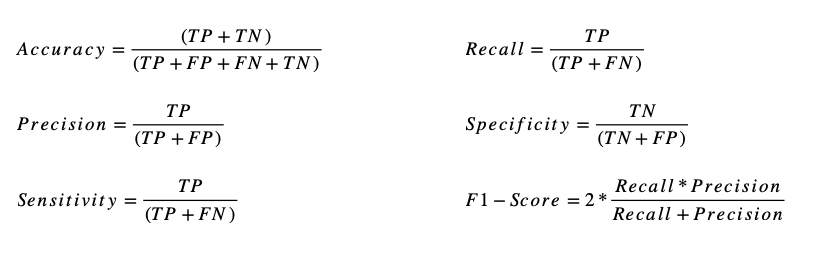 Accuracy = (TP + TN) / (TP + FP + FN + TN)
Recall = TP / (TP + FN)
Precision = TP / (TP + FP)
Specificity = TN / (TN + FP)
Sensitivity = TP / (TP + FN)
F1 − Score = 2 * Recall * Precision / Recall + Precision